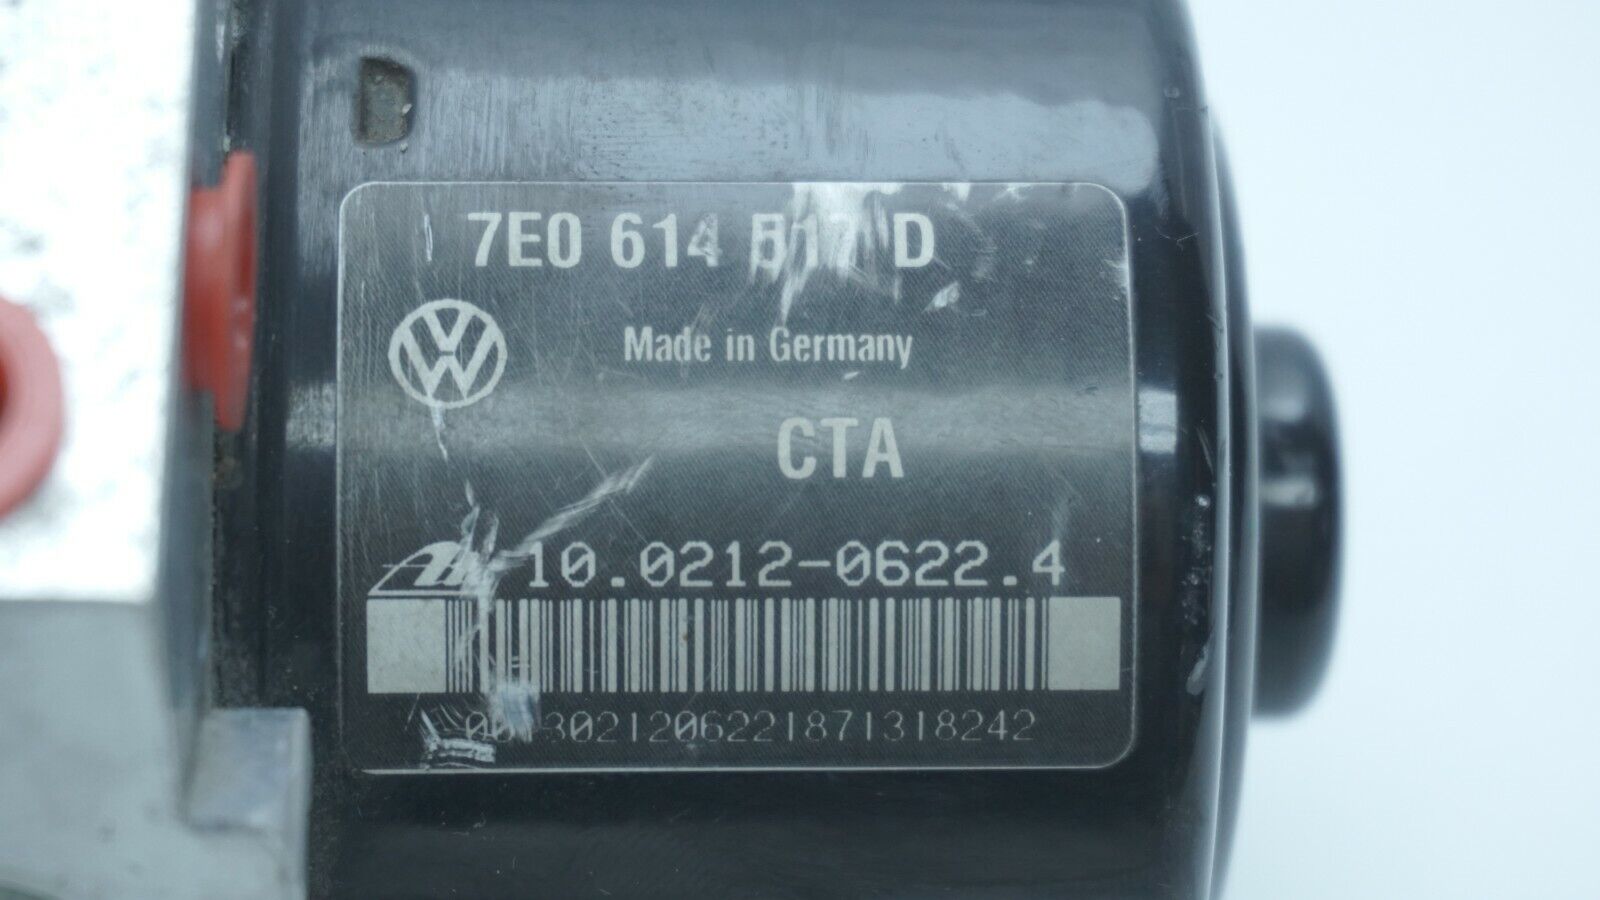 7E0 614 517 D
Made in Germany
CTA
10.0212-0622.4